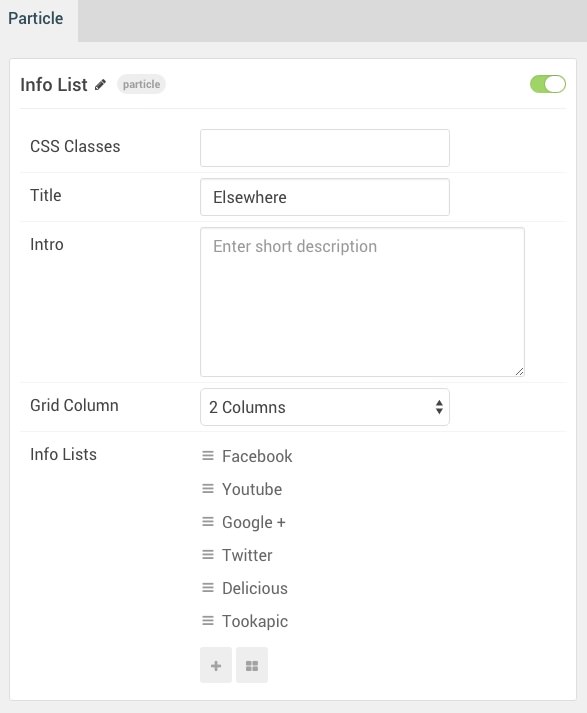 Particle
Info List particle
CSS Classes
Title Elsewhere
Intro Enter short description
Grid Column 2 Columns
Info Lists Facebook
Youtube
Google +
Twitter
Delicious
Tookapic